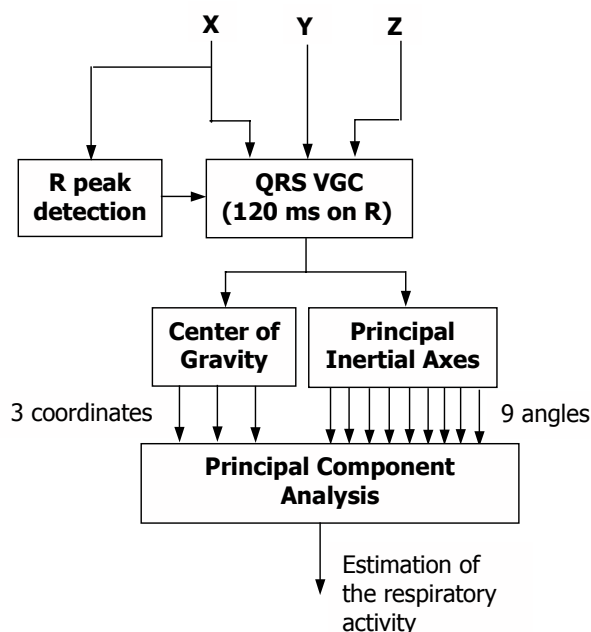 X Y Z
R peak
detection
QRS VGC
(120 ms on R)
Center of
Gravity
Principal
Inertial Axes
3 coordinates
9 angles
Principal Component
Analysis
Estimation of
the respiratory
activity